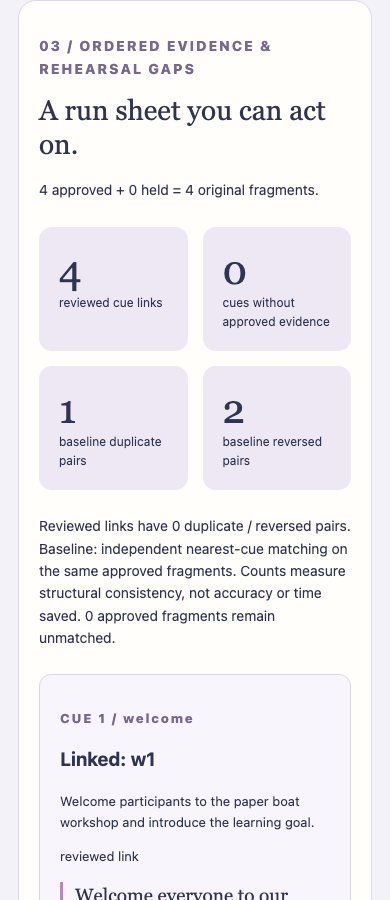 03 / ORDERED EVIDENCE &
REHEARSAL GAPS
A run sheet you can act
on.
4 approved + 0 held = 4 original fragments.
4
reviewed cue links
0
cues without
approved evidence
1
baseline duplicate
pairs
2
baseline reversed
pairs
Reviewed links have 0 duplicate / reversed pairs.
Baseline: independent nearest-cue matching on
the same approved fragments. Counts measure
structural consistency, not accuracy or time
saved. 0 approved fragments remain
unmatched.
CUE 1 / welcome
Linked: w1
Welcome participants to the paper boat
workshop and introduce the learning goal.
reviewed link
Welcome everyone to our